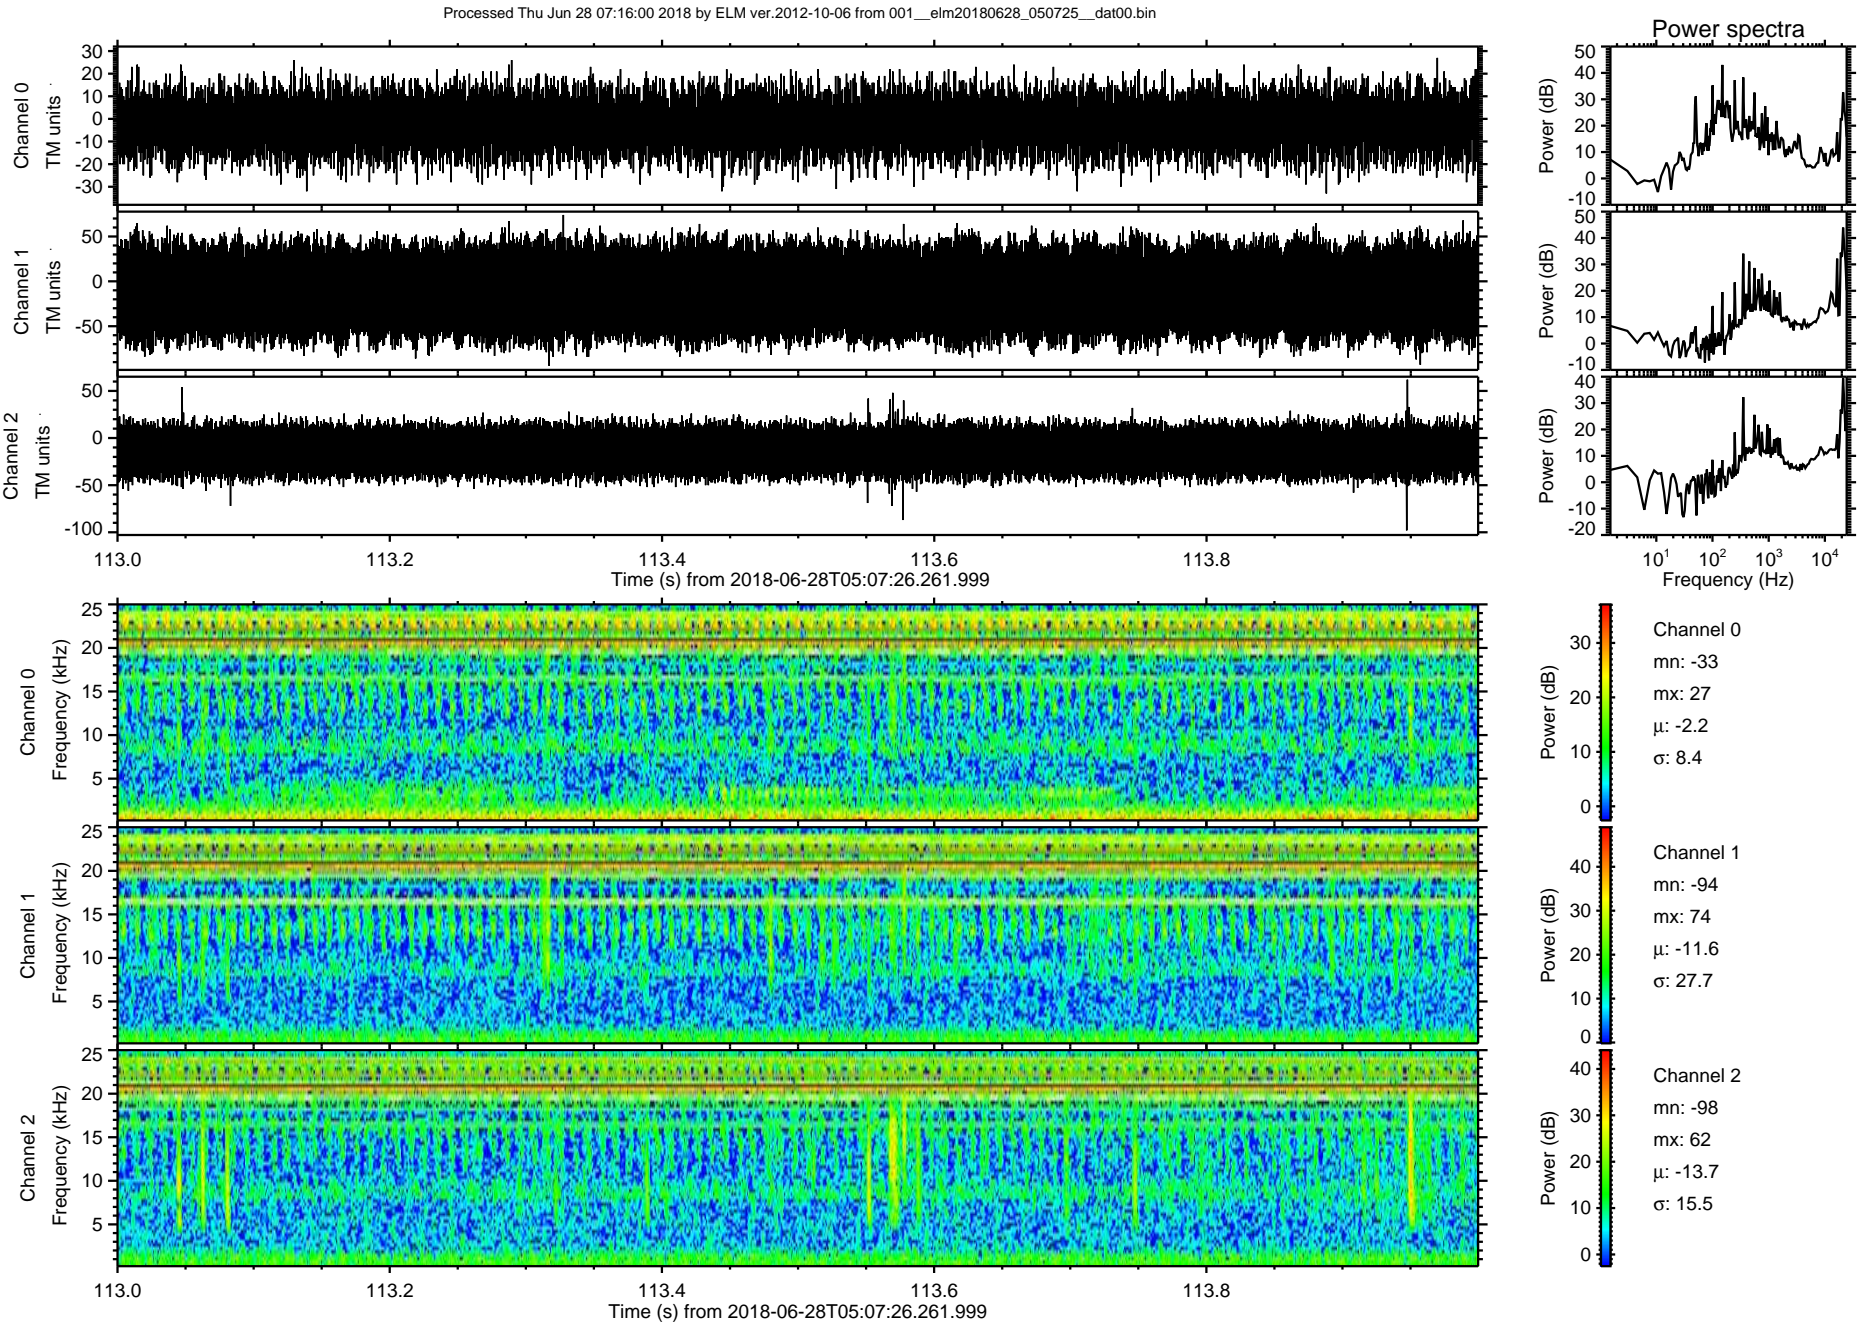 Processed Thu Jun 28 07:16:00 2018 by ELM ver.2012-10-06 from 001__elm20180628_050725__dat00.bin
Power spectra
Channel 0
TM units
30
20
10
0
-10
-20
-30
Power (dB)
50
40
30
20
10
0
-10
Channel 1
TM units
50
0
-50
Power (dB)
50
40
30
20
10
0
-10
Channel 2
TM units
50
0
-50
-100
Power (dB)
40
30
20
10
0
-10
-20
113.0 113.2 113.4 113.6 113.8
Time (s) from 2018-06-28T05:07:26.261.999
10^1 10^2 10^3 10^4
Frequency (Hz)
Channel 0
Frequency (kHz)
25
20
15
10
5
Power (dB)
30
20
10
0
Channel 0
mn: -33
mx: 27
μ: -2.2
σ: 8.4
Channel 1
Frequency (kHz)
25
20
15
10
5
Power (dB)
40
30
20
10
0
Channel 1
mn: -94
mx: 74
μ: -11.6
σ: 27.7
Channel 2
Frequency (kHz)
25
20
15
10
5
Power (dB)
40
30
20
10
0
Channel 2
mn: -98
mx: 62
μ: -13.7
σ: 15.5
113.0 113.2 113.4 113.6 113.8
Time (s) from 2018-06-28T05:07:26.261.999